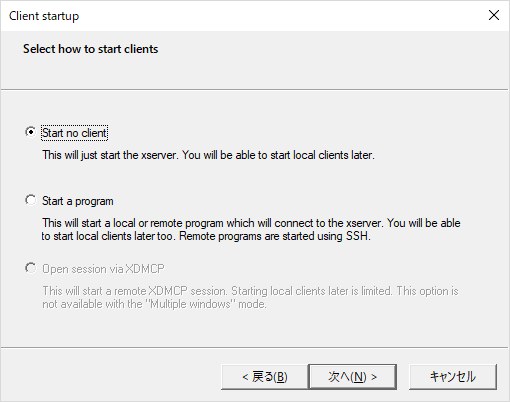 Client startup
Select how to start clients
Start no client
This will just start the xserver. You will be able to start local clients later.
Start a program
This will start a local or remote program which will connect to the xserver. You will be able
to start local clients later too. Remote programs are started using SSH.
Open session via XDMCP
This will start a remote XDMCP session. Starting local clients later is limited. This option is
not available with the "Multiple windows" mode.
< 戻る(B) 次へ(N) > キャンセル